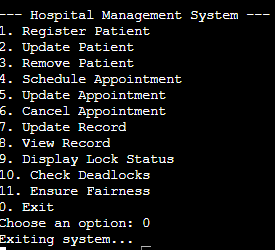 --- Hospital Management System ---
1. Register Patient
2. Update Patient
3. Remove Patient
4. Schedule Appointment
5. Update Appointment
6. Cancel Appointment
7. Update Record
8. View Record
9. Display Lock Status
10. Check Deadlocks
11. Ensure Fairness
0. Exit
Choose an option: 0
Exiting system...